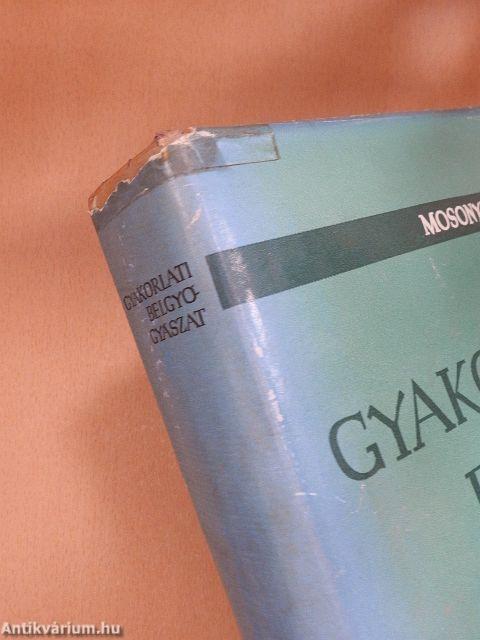 GYAKORLATI
BELGYÓ-
GYÁSZAT
MOSONY
GYAKO
Antikvárium.hu